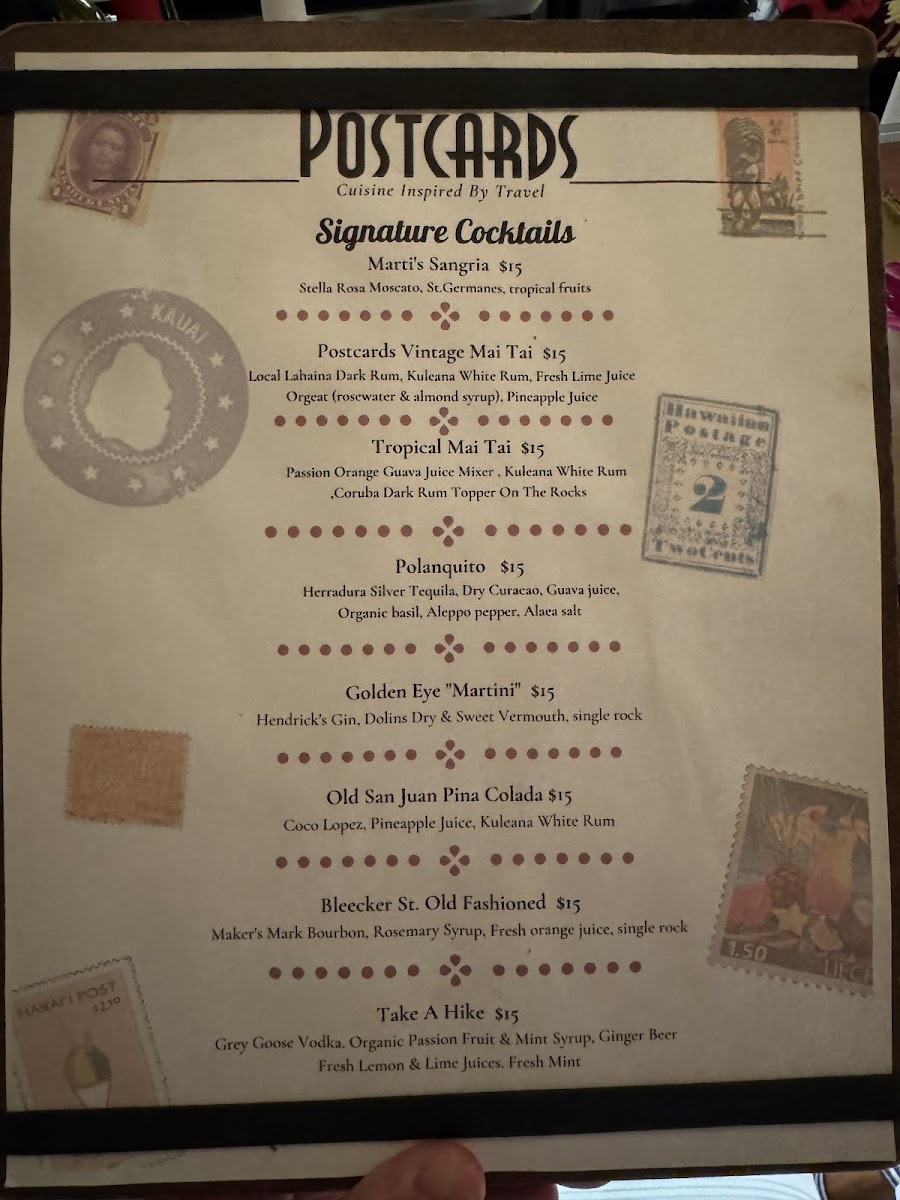 POSTCARDS
Cuisine Inspired By Travel
Signature Cocktails
Marti's Sangria $15
Stella Rosa Moscato, St.Germanes, tropical fruits
KAUAI
Postcards Vintage Mai Tai $15
Local Lahaina Dark Rum, Kuleana White Rum, Fresh Lime Juice
Orgeat (rosewater & almond syrup), Pineapple Juice
Hawaiian
Postage
2
Two Cents
Tropical Mai Tai $15
Passion Orange Guava Juice Mixer , Kuleana White Rum
,Coruba Dark Rum Topper On The Rocks
Polanquito $15
Herradura Silver Tequila, Dry Curacao, Guava juice,
Organic basil, Aleppo pepper, Alaea salt
Golden Eye "Martini" $15
Hendrick's Gin, Dolins Dry & Sweet Vermouth, single rock
Old San Juan Pina Colada $15
Coco Lopez, Pineapple Juice, Kuleana White Rum
Bleecker St. Old Fashioned $15
Maker's Mark Bourbon, Rosemary Syrup, Fresh orange juice, single rock
1.50
LIECH
HAWAI'I POST
$2.50
Take A Hike $15
Grey Goose Vodka. Organic Passion Fruit & Mint Syrup, Ginger Beer
Fresh Lemon & Lime Juices. Fresh Mint